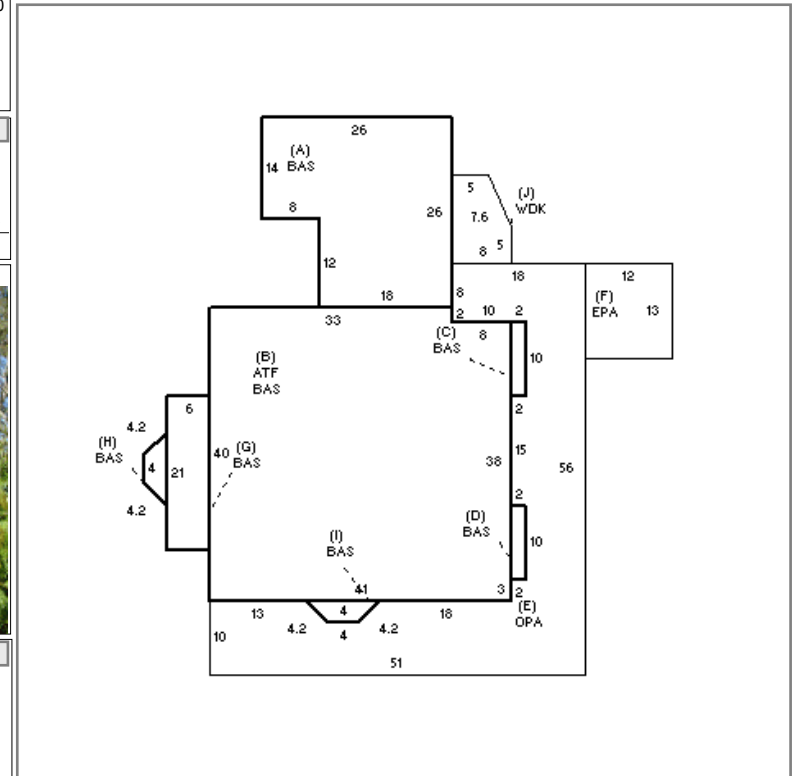 26
(A)
BAS
14
8
26
5
(J)
WDK
7.6
8 5
12
18
18
12
(F)
EPA
13
8
2 10 2
33
8
(C)
BAS
10
(B)
ATF
BAS
6
2
4.2
(H)
BAS
4
21
40
(G)
BAS
38
15
56
4.2
2
(D)
BAS
10
(I)
BAS
41
3
2
(E)
OPA
13
4
18
4.2
4
4.2
10
51